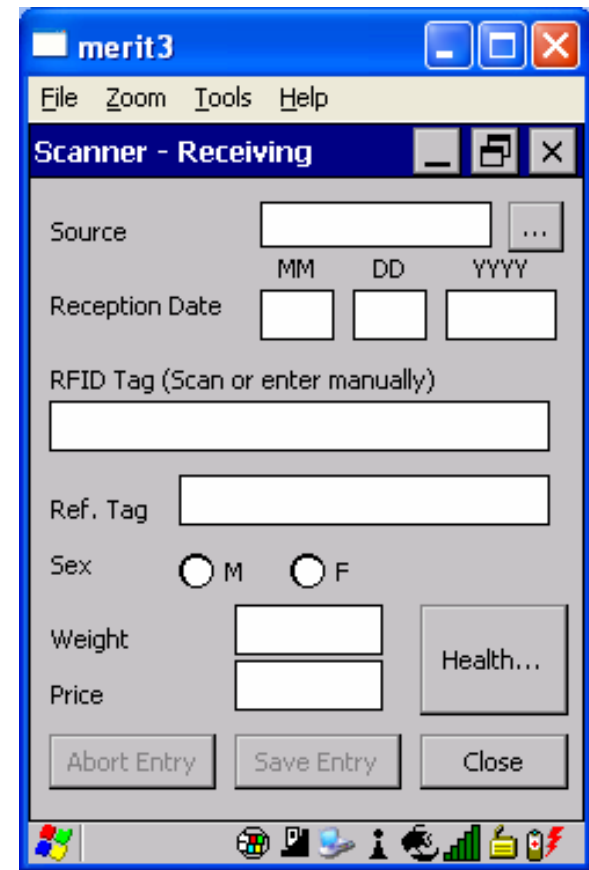 merit3
File Zoom Tools Help
Scanner - Receiving
Source ...
MM DD YYYY
Reception Date
RFID Tag (Scan or enter manually)
Ref. Tag
Sex M F
Weight
Health...
Price
Abort Entry Save Entry Close